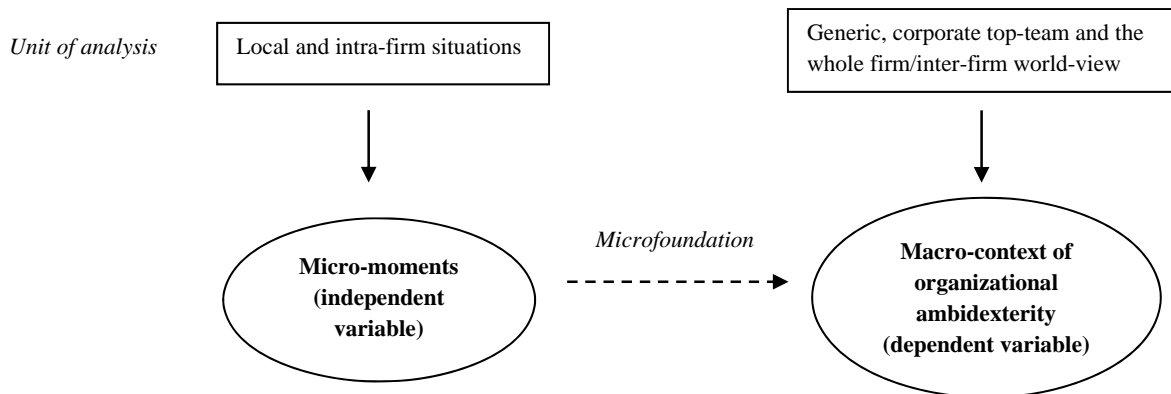 Unit of analysis
Local and intra-firm situations
Generic, corporate top-team and the
whole firm/inter-firm world-view
Microfoundation
Micro-moments
(independent
variable)
Macro-context of
organizational
ambidexterity
(dependent variable)